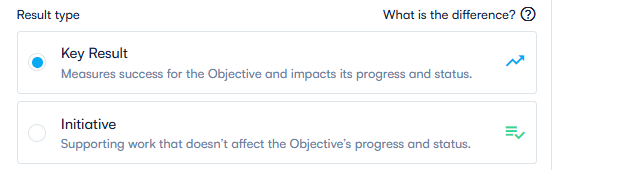 Result type
What is the difference?
Key Result
Measures success for the Objective and impacts its progress and status.
Initiative
Supporting work that doesn't affect the Objective's progress and status.